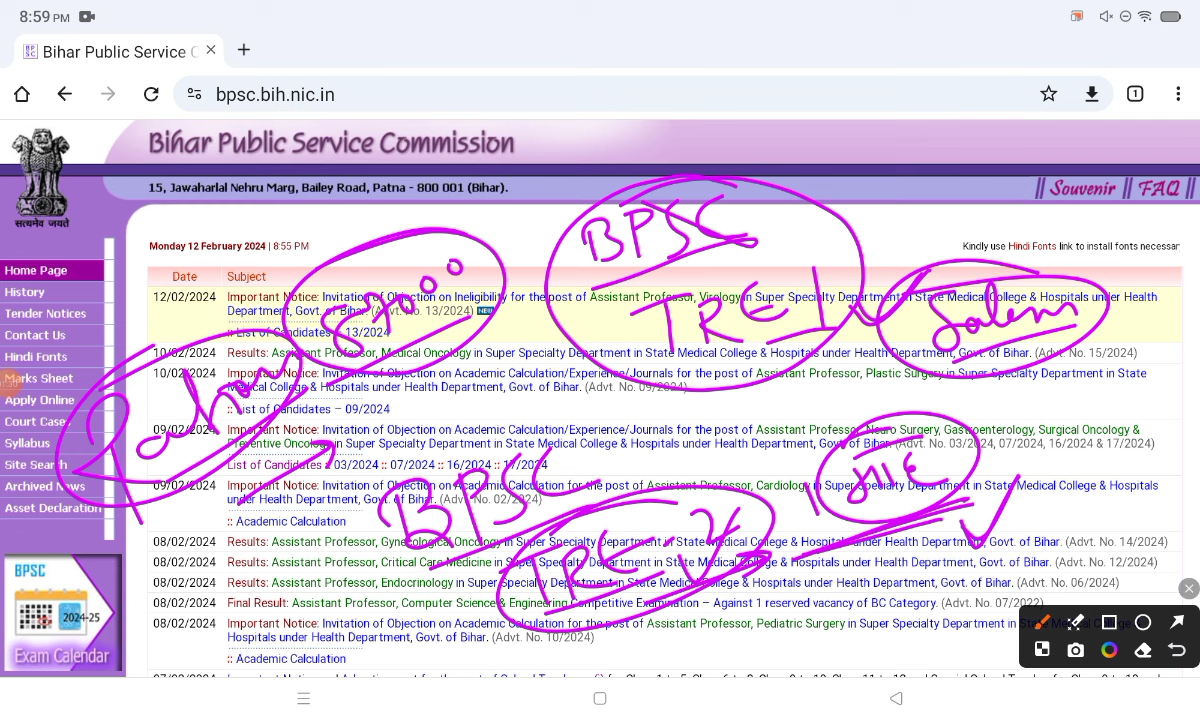 8:59 PM
Bihar Public Service C
bpsc.bih.nic.in
1
Bihar Public Service Commission
सत्यमेव जयते
15, Jawaharlal Nehru Marg, Bailey Road, Patna - 800 001 (Bihar).
|| Souvenir || FAQ ||
Monday 12 February 2024 | 8:55 PM
Kindly use Hindi Fonts link to install fonts necessar
Home Page
History
Tender Notices
Contact Us
Hindi Fonts
Marks Sheet
Apply Online
Court Case
Syllabus
Site Search
Archived News
Asset Declaration
BPSC
2024-25
Exam Calendar
Date Subject
12/02/2024 Important Notice: Invitation of Objection on Ineligibility for the post of Assistant Professor, Virology in Super Specialty Department in State Medical College & Hospitals under Health
Department, Govt. of Bihar. (Advt. No. 13/2024) NEW
:: List of Candidates – 13/2024
10/02/2024 Results: Assistant Professor, Medical Oncology in Super Specialty Department in State Medical College & Hospitals under Health Department, Govt. of Bihar. (Advt. No. 15/2024)
10/02/2024 Important Notice: Invitation of Objection on Academic Calculation/Experience/Journals for the post of Assistant Professor, Plastic Surgery in Super Specialty Department in State
Medical College & Hospitals under Health Department, Govt. of Bihar. (Advt. No. 09/2024)
:: List of Candidates – 09/2024
09/02/2024 Important Notice: Invitation of Objection on Academic Calculation/Experience/Journals for the post of Assistant Professor, Neuro Surgery, Gastroenterology, Surgical Oncology &
Preventive Oncology in Super Specialty Department in State Medical College & Hospitals under Health Department, Govt. of Bihar. (Advt. No. 03/2024, 07/2024, 16/2024 & 17/2024)
List of Candidates :: 03/2024 :: 07/2024 :: 16/2024 :: 17/2024
09/02/2024 Important Notice: Invitation of Objection on Academic Calculation for the post of Assistant Professor, Cardiology in Super Specialty Department in State Medical College & Hospitals
under Health Department, Govt. of Bihar. (Advt. No. 02/2024)
:: Academic Calculation
08/02/2024 Results: Assistant Professor, Gynecological Oncology in Super Specialty Department in State Medical College & Hospitals under Health Department, Govt. of Bihar. (Advt. No. 14/2024)
08/02/2024 Results: Assistant Professor, Critical Care Medicine in Super Specialty Department in State Medical College & Hospitals under Health Department, Govt. of Bihar. (Advt. No. 12/2024)
08/02/2024 Results: Assistant Professor, Endocrinology in Super Specialty Department in State Medical College & Hospitals under Health Department, Govt. of Bihar. (Advt. No. 06/2024)
08/02/2024 Final Result: Assistant Professor, Computer Science & Engineering Competitive Examination – Against 1 reserved vacancy of BC Category. (Advt. No. 07/2022)
08/02/2024 Important Notice: Invitation of Objection on Academic Calculation for the post of Assistant Professor, Pediatric Surgery in Super Specialty Department in State Medical College &
Hospitals under Health Department, Govt. of Bihar. (Advt. No. 10/2024)
:: Academic Calculation
BPSC
TRE 1
BPSC
TRE